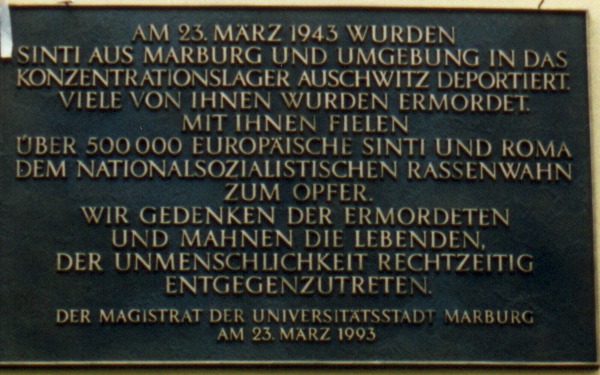 AM 23. MÄRZ 1943 WURDEN
SINTI AUS MARBURG UND UMGEBUNG IN DAS
KONZENTRATIONSLAGER AUSCHWITZ DEPORTIERT.
VIELE VON IHNEN WURDEN ERMORDET.
MIT IHNEN FIELEN
ÜBER 500000 EUROPÄISCHE SINTI UND ROMA
DEM NATIONALSOZIALISTISCHEN RASSENWAHN
ZUM OPFER.
WIR GEDENKEN DER ERMORDETEN
UND MAHNEN DIE LEBENDEN,
DER UNMENSCHLICHKEIT RECHTZEITIG
ENTGEGENZUTRETEN.
DER MAGISTRAT DER UNIVERSITÄTSSTADT MARBURG
AM 23. MÄRZ 1993